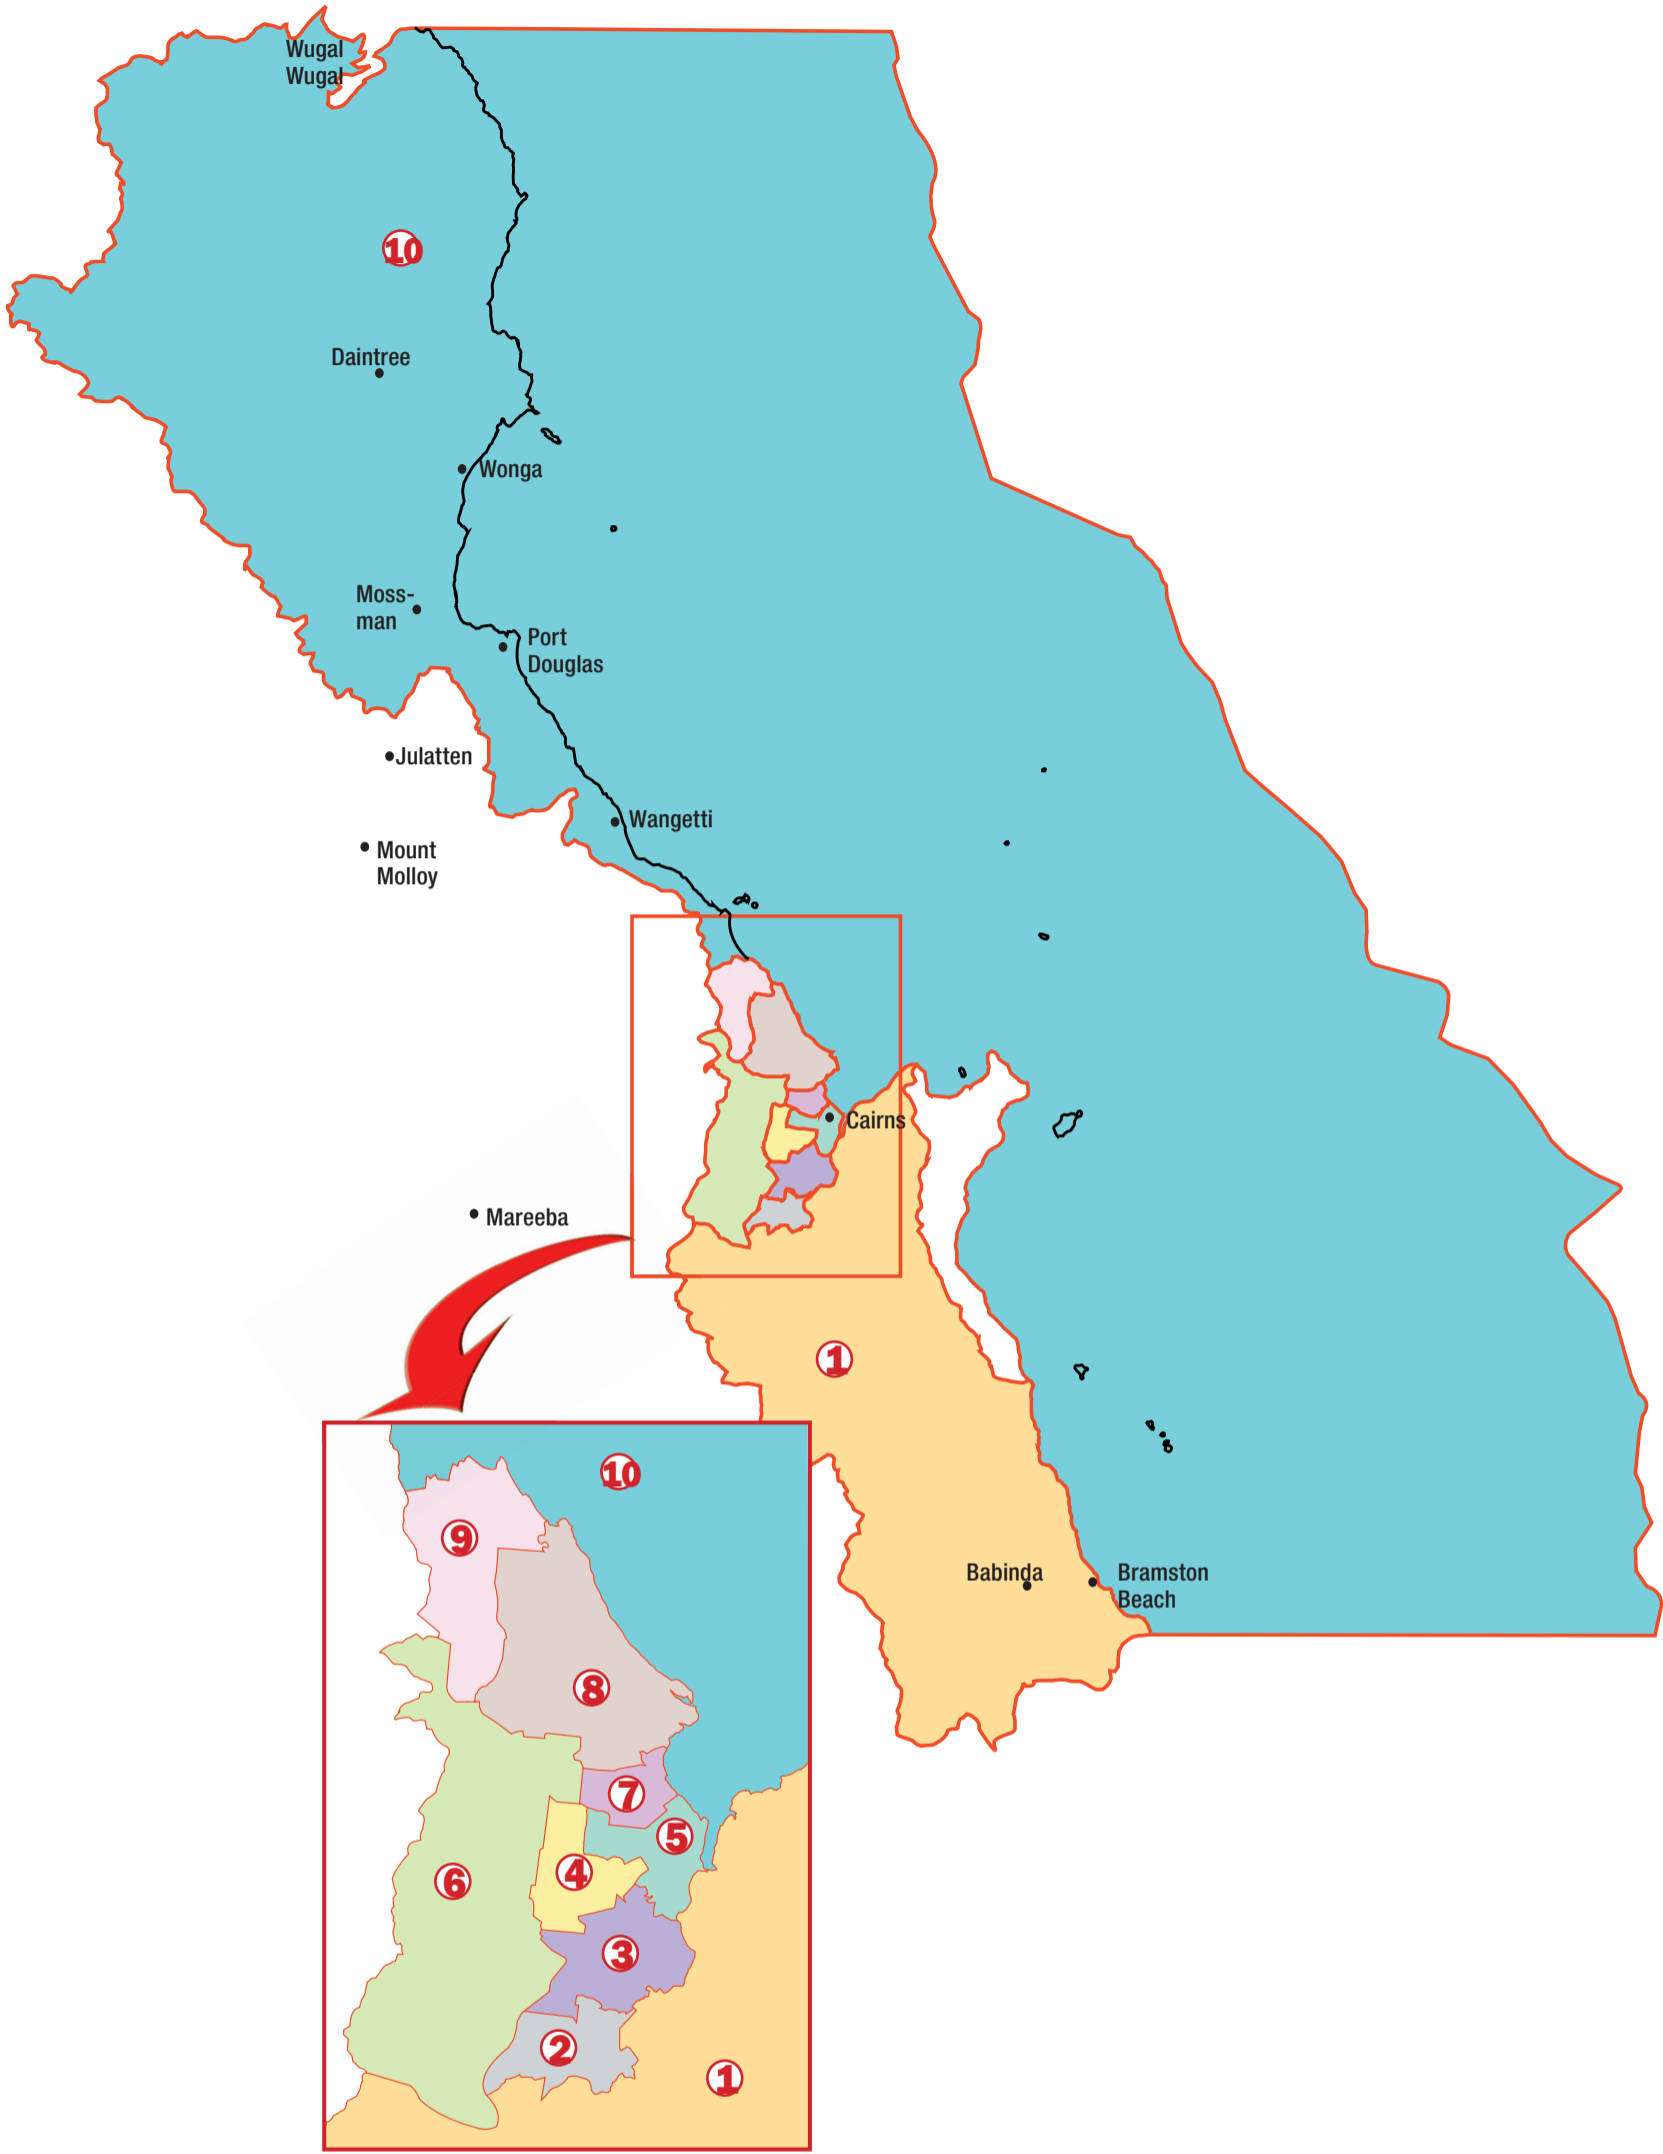 Wugal
Wugal
10
Daintree
Wonga
Moss-
man
Port
Douglas
Julatten
Wangetti
Mount
Molloy
Cairns
Mareeba
1
10
9
Babinda
Bramston
Beach
8
7
5
4
6
3
2
1